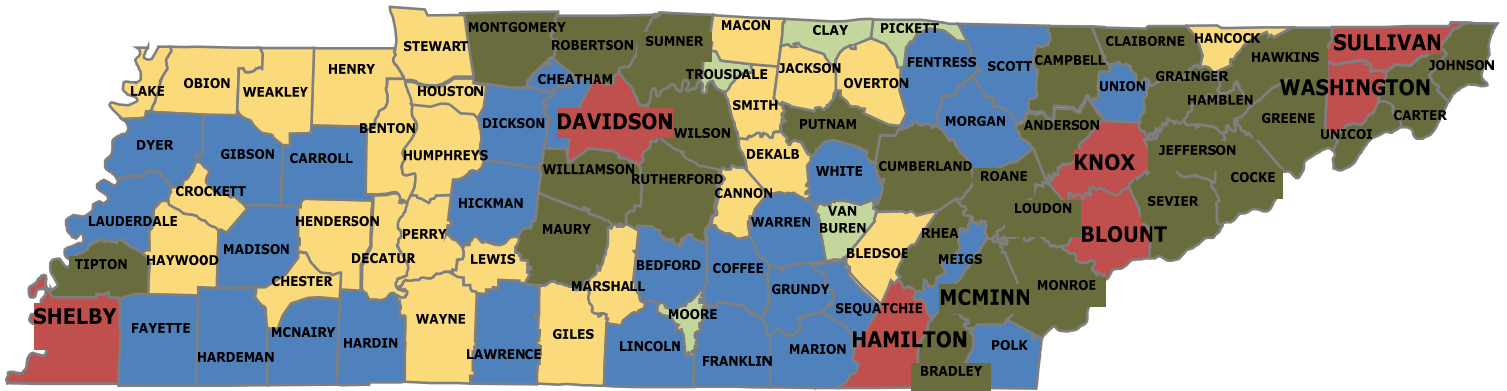 MACON
CLAY
PICKETT
MONTGOMERY
STEWART
ROBERTSON
SUMNER
CLAIBORNE
HANCOCK
SULLIVAN
HENRY
OBION
WEAKLEY
LAKE
HOUSTON
CHEATHAM
TROUSDALE
JACKSON
OVERTON
FENTRESS
SCOTT
CAMPBELL
HAWKINS
JOHNSON
UNION
GRAINGER
WASHINGTON
HAMBLEN
SMITH
BENTON
DICKSON
DAVIDSON
WILSON
PUTNAM
MORGAN
ANDERSON
GREENE
CARTER
UNICOI
DYER
GIBSON
CARROLL
HUMPHREYS
DEKALB
WILLIAMSON
RUTHERFORD
WHITE
CUMBERLAND
ROANE
KNOX
JEFFERSON
COCKE
CROCKETT
HICKMAN
CANNON
SEVIER
LOUDON
LAUDERDALE
HENDERSON
PERRY
MAURY
WARREN
VAN
BUREN
RHEA
BLOUNT
MADISON
HAYWOOD
DECATUR
LEWIS
BEDFORD
COFFEE
BLEDSOE
MEIGS
TIPTON
CHESTER
MARSHALL
GRUNDY
MONROE
MCMINN
SHELBY
FAYETTE
HARDEMAN
MCNAIRY
HARDIN
WAYNE
LAWRENCE
GILES
MOORE
SEQUATCHIE
LINCOLN
FRANKLIN
MARION
HAMILTON
POLK
BRADLEY